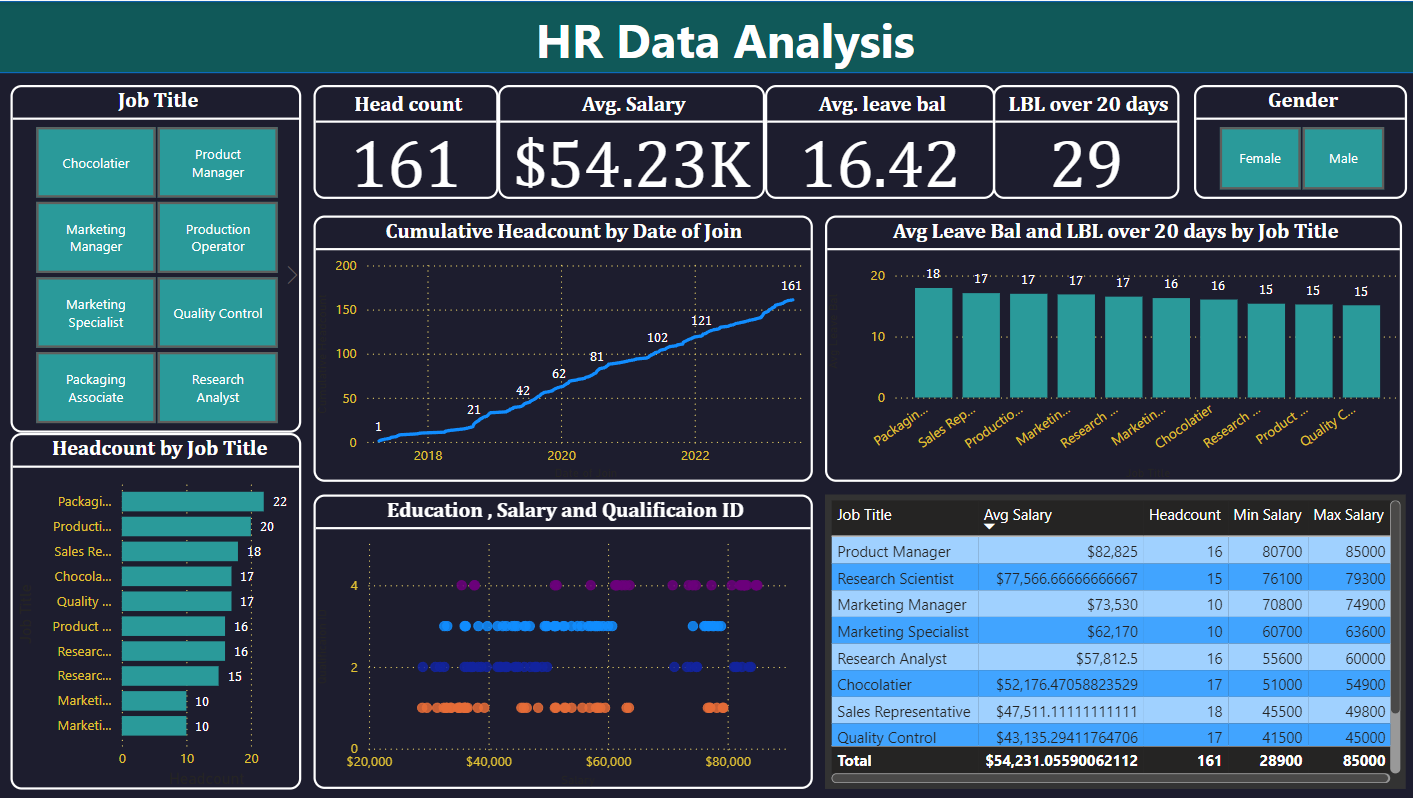 HR Data Analysis
Job Title
Chocolatier
Product
Manager
Marketing
Manager
Production
Operator
Marketing
Specialist
Quality Control
Packaging
Associate
Research
Analyst
Head count
161
Avg. Salary
$54.23K
Avg. leave bal
16.42
LBL over 20 days
29
Gender
Female
Male
Cumulative Headcount by Date of Join
200
150
100
50
0
1
21
42
62
81
102
121
161
2018
2020
2022
Avg Leave Bal and LBL over 20 days by Job Title
20
10
0
18
17
17
17
17
16
16
15
15
15
Packagin...
Sales Rep...
Productio...
Marketin...
Research ...
Marketin...
Chocolatier
Research ...
Product ...
Quality C...
Headcount by Job Title
Job Title
Packagi... 22
Producti... 20
Sales Re... 18
Chocola... 17
Quality ... 17
Product ... 16
Researc... 16
Researc... 15
Marketi... 10
Marketi... 10
0 10 20
Headcount
Education , Salary and Qualificaion ID
4
2
0
$20,000 $40,000 $60,000 $80,000
Job Title Avg Salary Headcount Min Salary Max Salary
Product Manager $82,825 16 80700 85000
Research Scientist $77,566.66666666667 15 76100 79300
Marketing Manager $73,530 10 70800 74900
Marketing Specialist $62,170 10 60700 63600
Research Analyst $57,812.5 16 55600 60000
Chocolatier $52,176.47058823529 17 51000 54900
Sales Representative $47,511.11111111111 18 45500 49800
Quality Control $43,135.29411764706 17 41500 45000
Total $54,231.05590062112 161 28900 85000